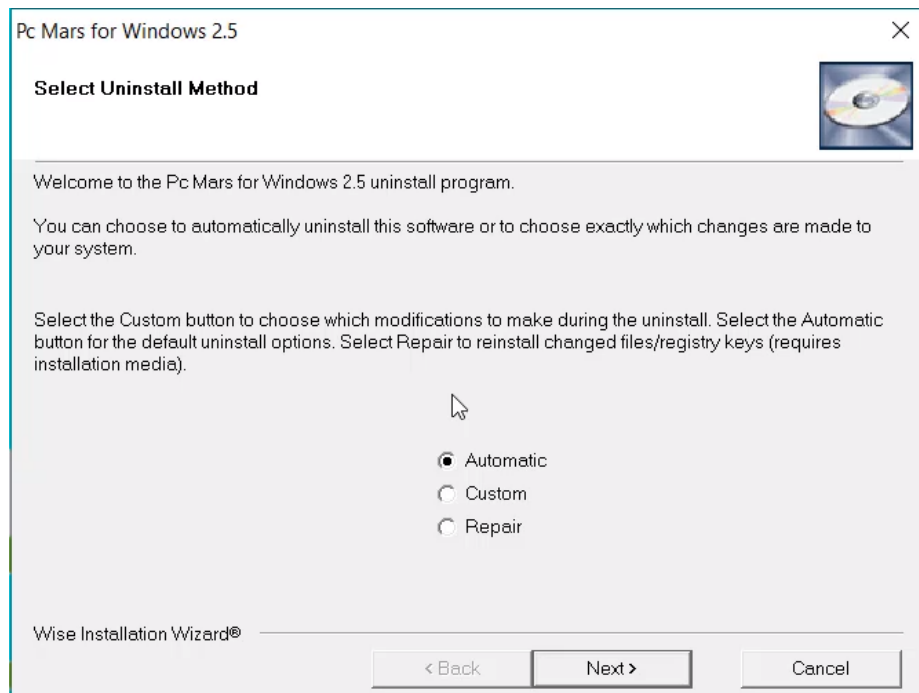 Pc Mars for Windows 2.5
Select Uninstall Method
Welcome to the Pc Mars for Windows 2.5 uninstall program.
You can choose to automatically uninstall this software or to choose exactly which changes are made to
your system.
Select the Custom button to choose which modifications to make during the uninstall. Select the Automatic
button for the default uninstall options. Select Repair to reinstall changed files/registry keys (requires
installation media).
Automatic
Custom
Repair
Wise Installation Wizard®
< Back Next > Cancel